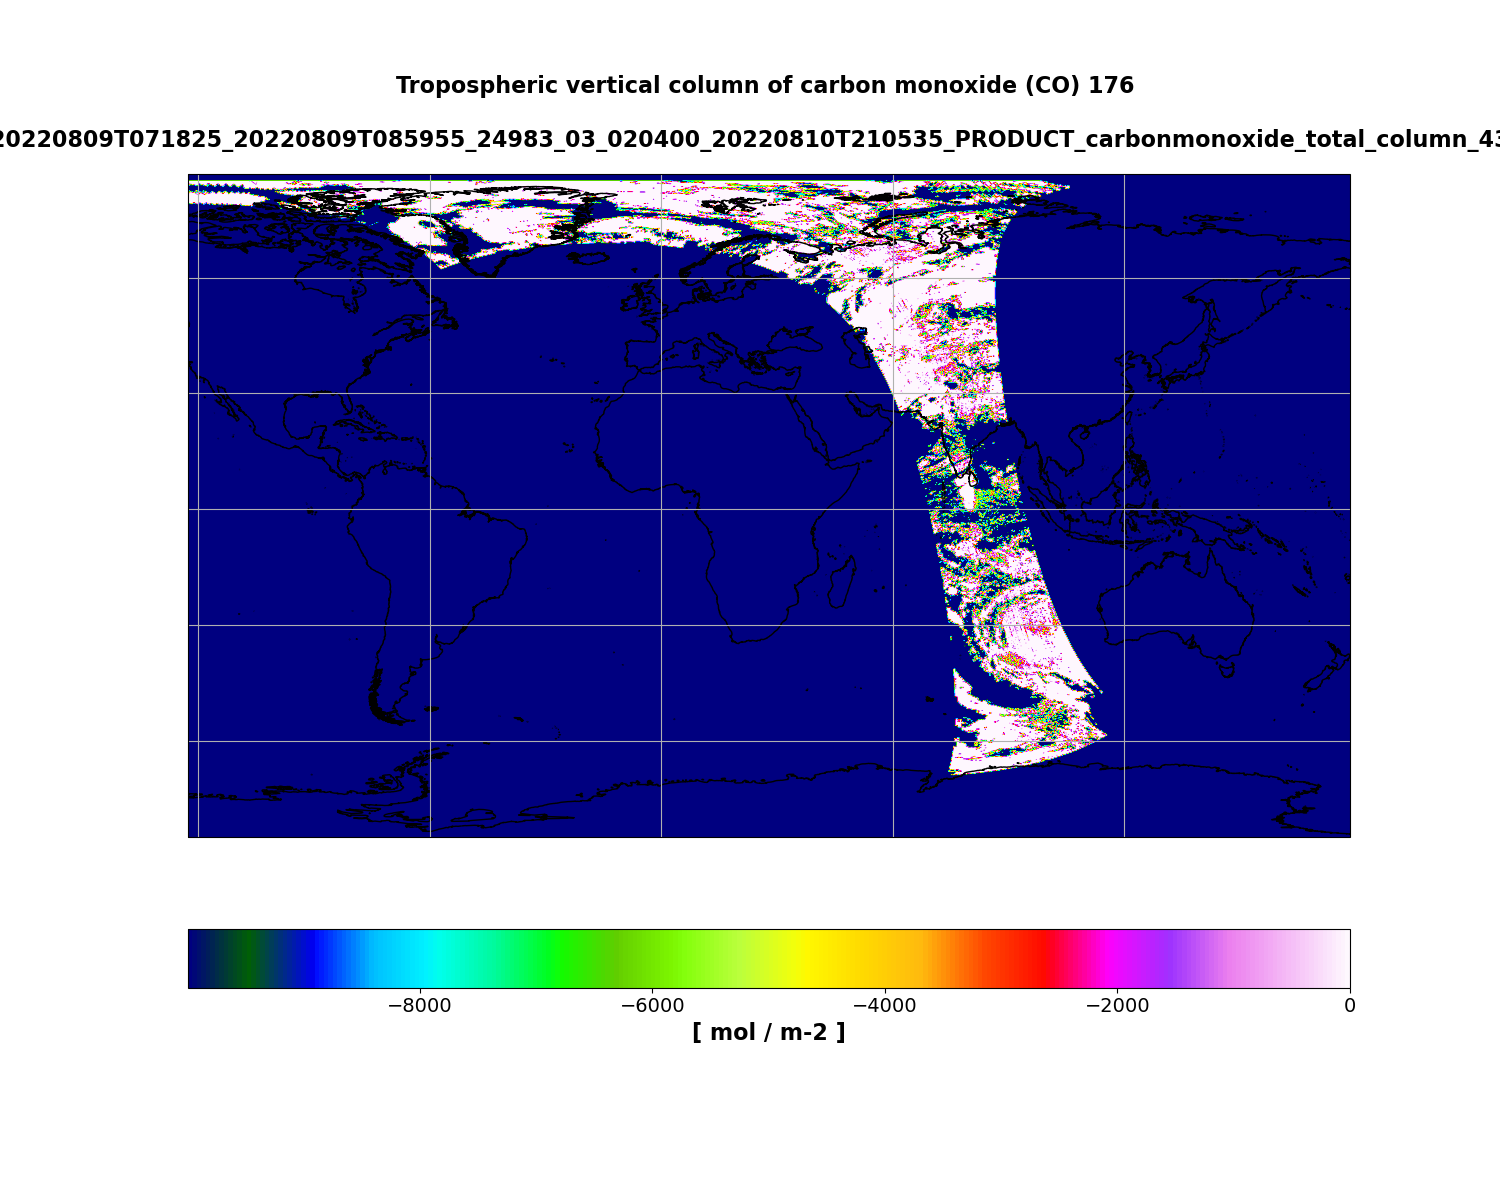 Tropospheric vertical column of carbon monoxide (CO) 176
20220809T071825_20220809T085955_24983_03_020400_20220810T210535_PRODUCT_carbonmonoxide_total_column_43
−8000 −6000 −4000 −2000 0
[ mol / m-2 ]